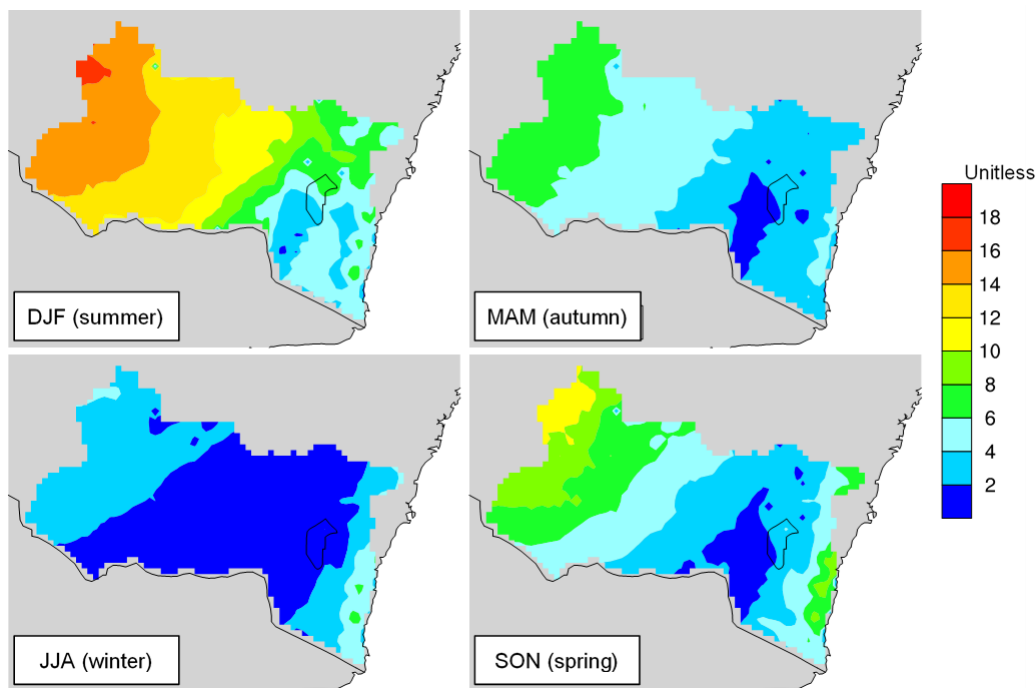 DJF (summer)
MAM (autumn)
Unitless
18
16
14
12
10
8
6
4
2
JJA (winter)
SON (spring)